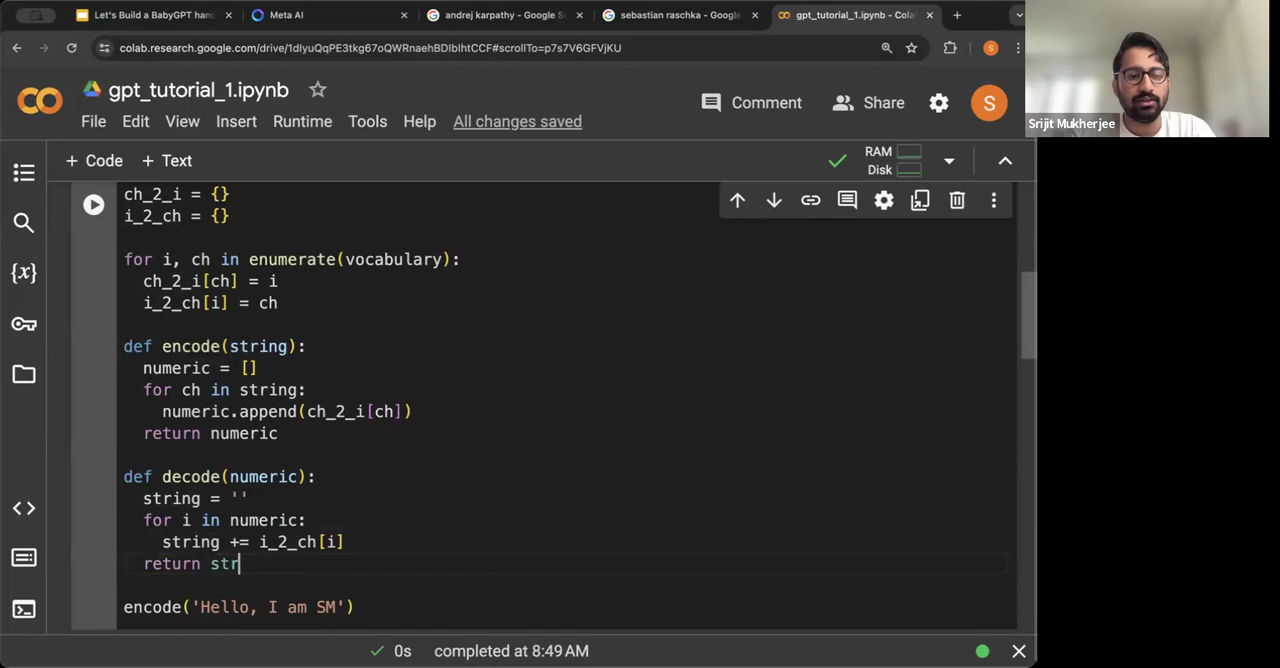 Let's Build a BabyGPT han
Meta AI
andrej karpathy - Google S
sebastian raschka - Google
gpt_tutorial_1.ipynb - Cola
colab.research.google.com/drive/1dIyuQqPE3tkg67oQWRnaehBDIbIhtCCF#scrollTo=p7s7V6GFVjKU
S
Srijit Mukherjee
gpt_tutorial_1.ipynb
Comment
Share
S
File Edit View Insert Runtime Tools Help All changes saved
+ Code + Text
RAM
Disk
ch_2_i = {}
i_2_ch = {}
for i, ch in enumerate(vocabulary):
ch_2_i[ch] = i
i_2_ch[i] = ch
def encode(string):
numeric = []
for ch in string:
numeric.append(ch_2_i[ch])
return numeric
def decode(numeric):
string = ''
for i in numeric:
string += i_2_ch[i]
return str
encode('Hello, I am SM')
0s completed at 8:49 AM